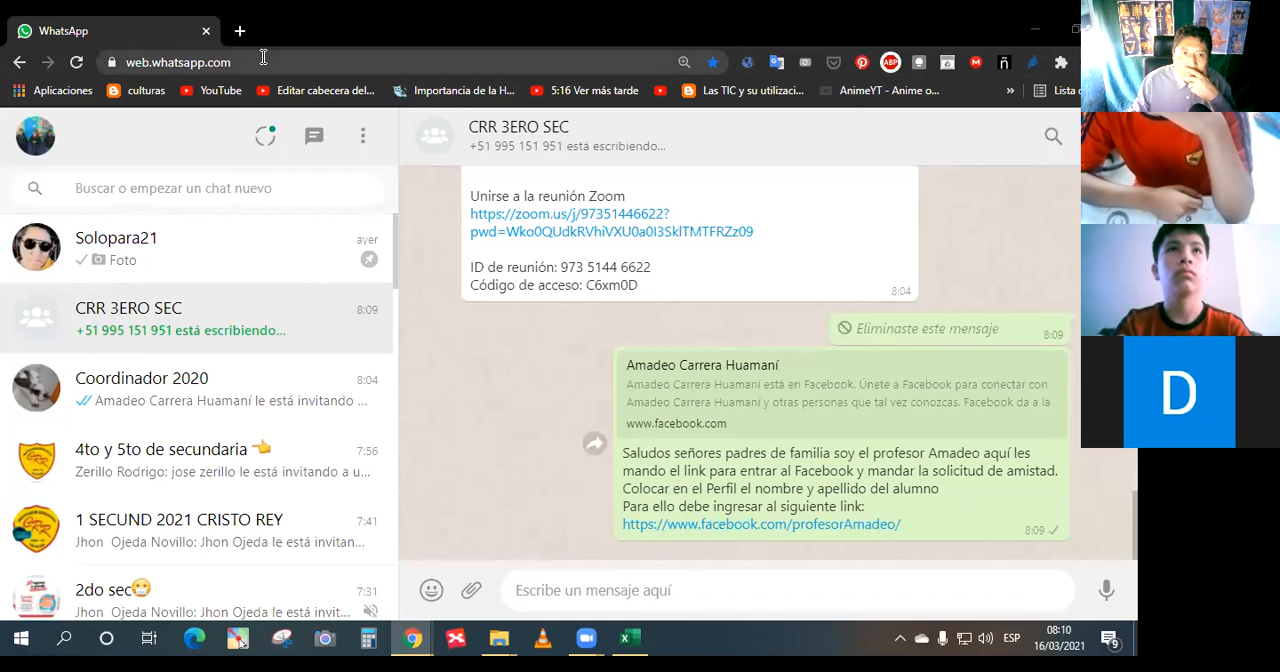 WhatsApp
web.whatsapp.com
ABP
ñ
Aplicaciones
culturas
YouTube
Editar cabecera del...
Importancia de la H...
5:16 Ver más tarde
Las TIC y su utilizaci...
AnimeYT - Anime o...
»
Lista d
CRR 3ERO SEC
+51 995 151 951 está escribiendo...
Buscar o empezar un chat nuevo
Solopara21
ayer
Foto
CRR 3ERO SEC
8:09
+51 995 151 951 está escribiendo...
Coordinador 2020
8:04
Amadeo Carrera Huamaní le está invitando ...
4to y 5to de secundaria
7:56
Zerillo Rodrigo: jose zerillo le está invitando a u...
1 SECUND 2021 CRISTO REY
7:41
Jhon Ojeda Novillo: Jhon Ojeda le está invitan...
2do sec
7:31
Jhon Ojeda Novillo: Jhon Ojeda le está invit...
Unirse a la reunión Zoom
https://zoom.us/j/97351446622?
pwd=Wko0QUdkRVhiVXU0a0I3SklTMTFRZz09
ID de reunión: 973 5144 6622
Código de acceso: C6xm0D
8:04
Eliminaste este mensaje
8:09
Amadeo Carrera Huamaní
Amadeo Carrera Huamani está en Facebook. Únete a Facebook para conectar con
Amadeo Carrera Huamaní y otras personas que tal vez conozcas. Facebook da a la
www.facebook.com
Saludos señores padres de familia soy el profesor Amadeo aquí les
mando el link para entrar al Facebook y mandar la solicitud de amistad.
Colocar en el Perfil el nombre y apellido del alumno
Para ello debe ingresar al siguiente link:
https://www.facebook.com/profesorAmadeo/
8:09
Escribe un mensaje aquí
D
ESP
08:10
16/03/2021
9